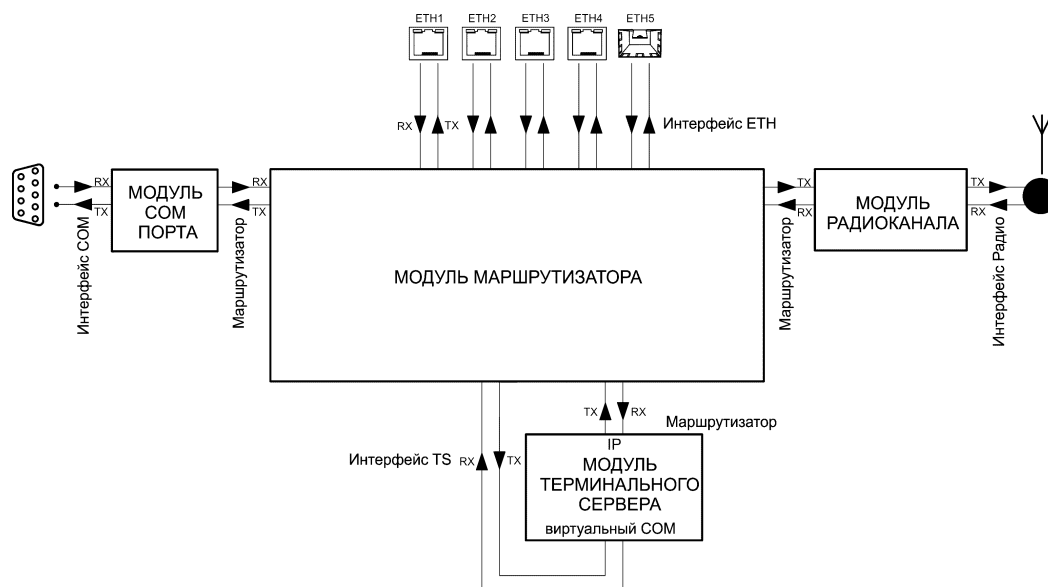 ETH1 ETH2 ETH3 ETH4 ETH5
RX TX Интерфейс ETH
RX
TX
МОДУЛЬ
COM
ПОРТА
Интерфейс COM
RX
TX
Маршрутизатор
МОДУЛЬ МАРШРУТИЗАТОРА
TX
RX
Маршрутизатор
МОДУЛЬ
РАДИОКАНАЛА
TX
RX
Интерфейс Радио
TX RX
Маршрутизатор
Интерфейс TS RX TX
IP
МОДУЛЬ
ТЕРМИНАЛЬНОГО
СЕРВЕРА
виртуальный COM